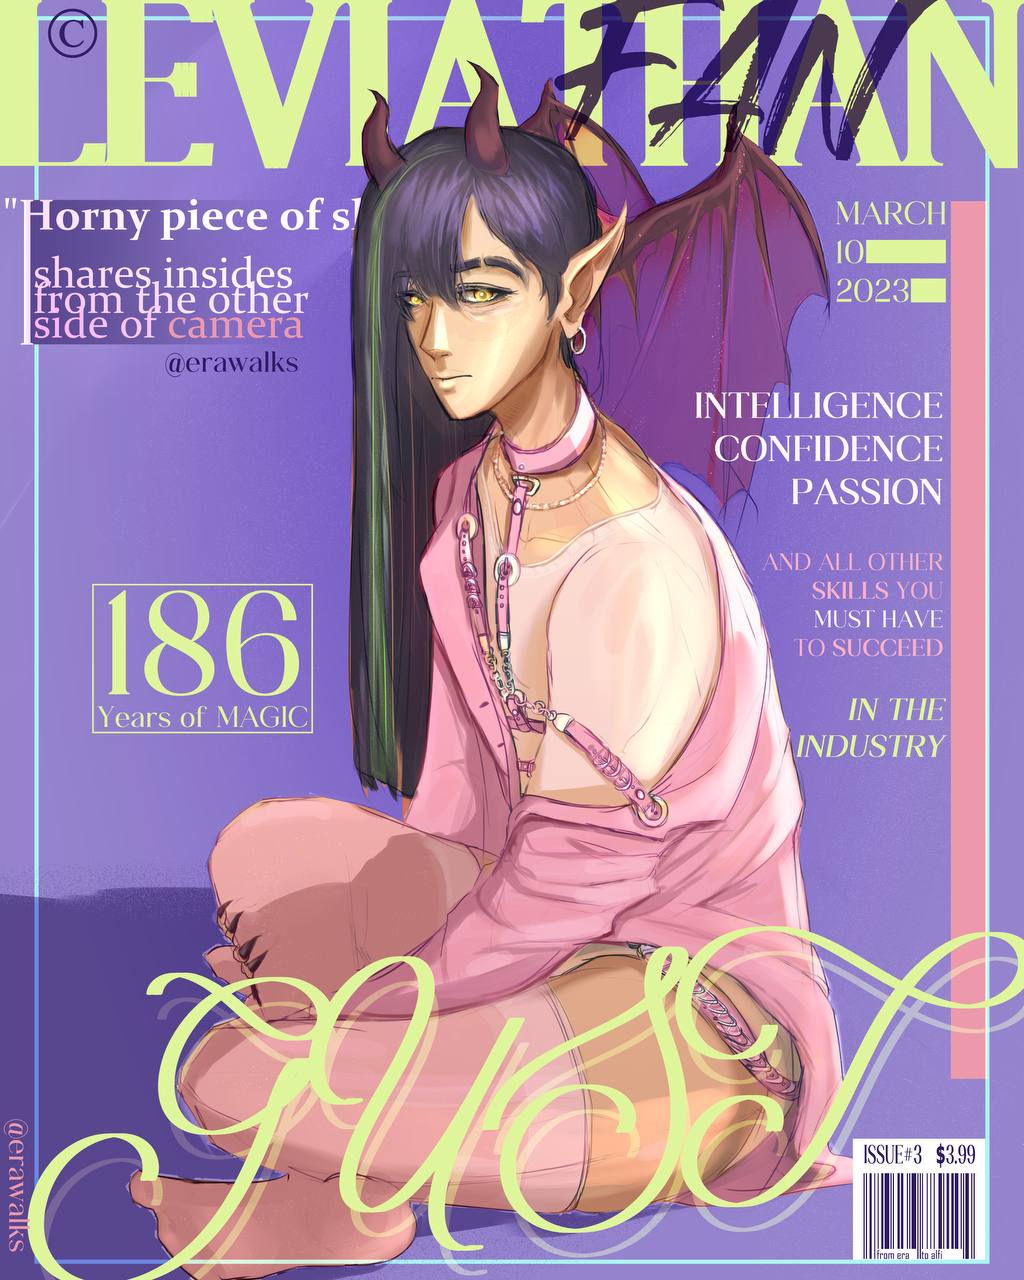 ©
LEVIATHAN
FAN
"Horny piece of sh
shares insides
from the other
side of camera
@erawalks
MARCH
10
2023
INTELLIGENCE
CONFIDENCE
PASSION
AND ALL OTHER
SKILLS YOU
MUST HAVE
TO SUCCEED
IN THE
INDUSTRY
186
Years of MAGIC
GUST
@erawalks
ISSUE#3 $3.99
from era to alfi